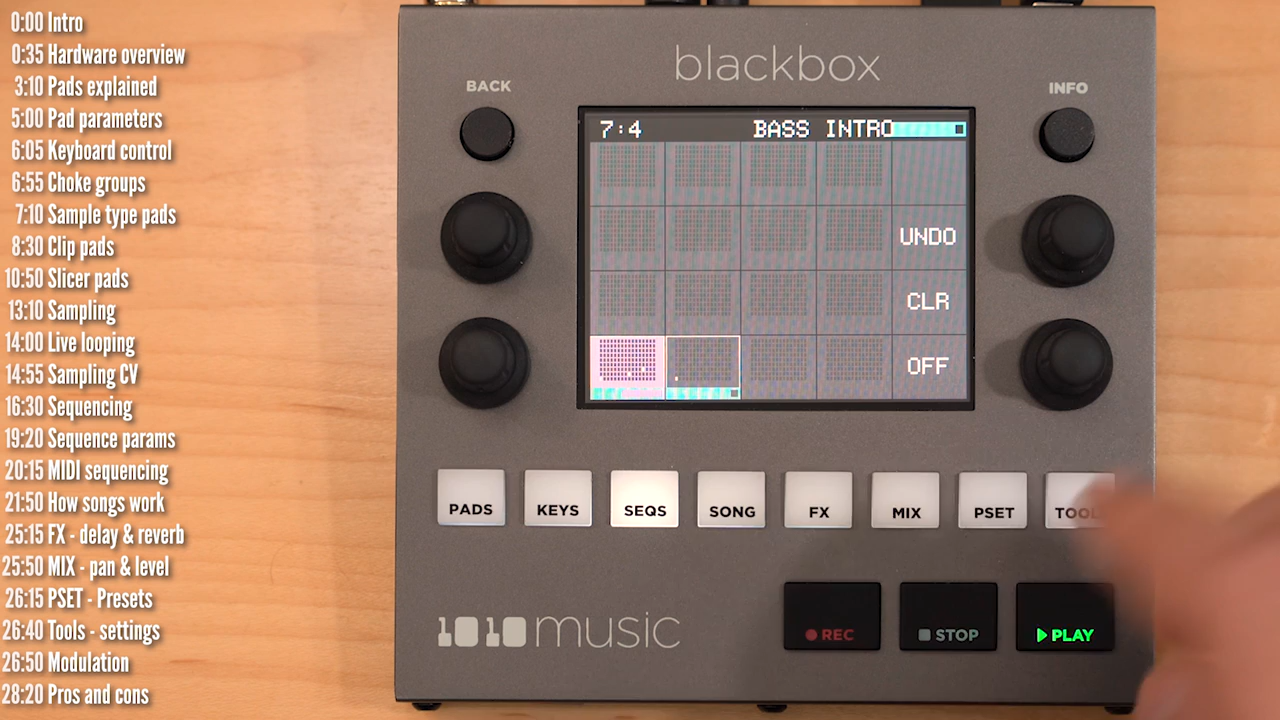 0:00 Intro
0:35 Hardware overview
3:10 Pads explained
5:00 Pad parameters
6:05 Keyboard control
6:55 Choke groups
7:10 Sample type pads
8:30 Clip pads
10:50 Slicer pads
13:10 Sampling
14:00 Live looping
14:55 Sampling CV
16:30 Sequencing
19:20 Sequence params
20:15 MIDI sequencing
21:50 How songs work
25:15 FX - delay & reverb
25:50 MIX - pan & level
26:15 PSET - Presets
26:40 Tools - settings
26:50 Modulation
28:20 Pros and cons
blackbox
BACK
INFO
7:4 BASS INTRO
UNDO
CLR
OFF
PADS KEYS SEQS SONG FX MIX PSET TOOL
REC STOP PLAY
1010music